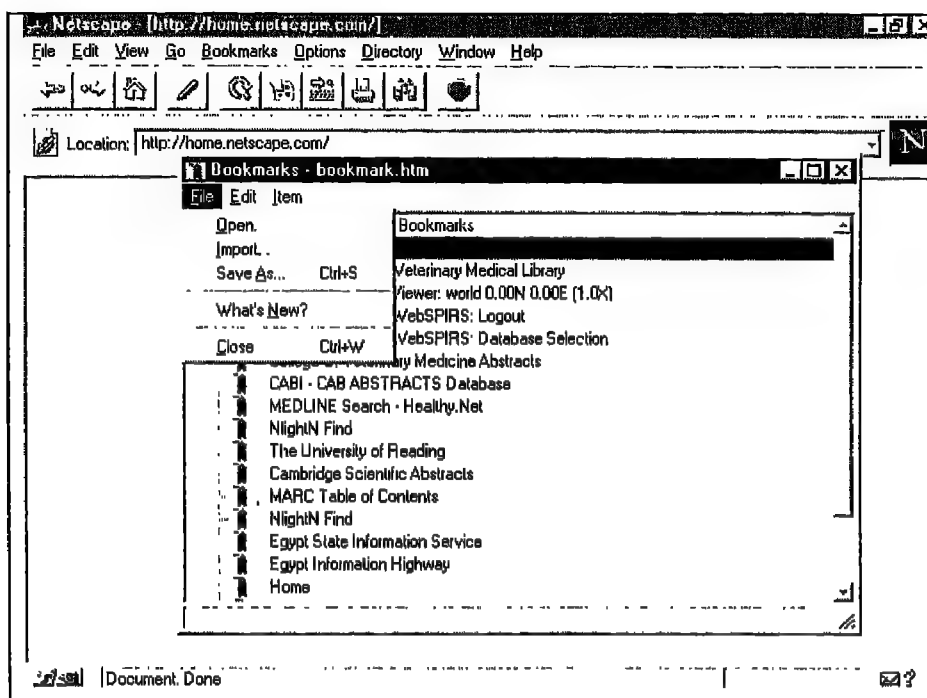 Netscape - [http://home.netscape.com/]
File Edit View Go Bookmarks Options Directory Window Help
Location: http://home.netscape.com/
N
Bookmarks - bookmark.htm
File Edit Item
Open.
Import. .
Save As... Ctrl+S
What's New?
Close Ctrl+W
Bookmarks
Veterinary Medical Library
Viewer: world 0.00N 0.00E (1.0X)
WebSPIRS: Logout
WebSPIRS: Database Selection
Medicine Abstracts
CABI - CAB ABSTRACTS Database
MEDLINE Search - Healthy.Net
NlightN Find
The University of Reading
Cambridge Scientific Abstracts
MARC Table of Contents
NlightN Find
Egypt State Information Service
Egypt Information Highway
Home
Document. Done
?